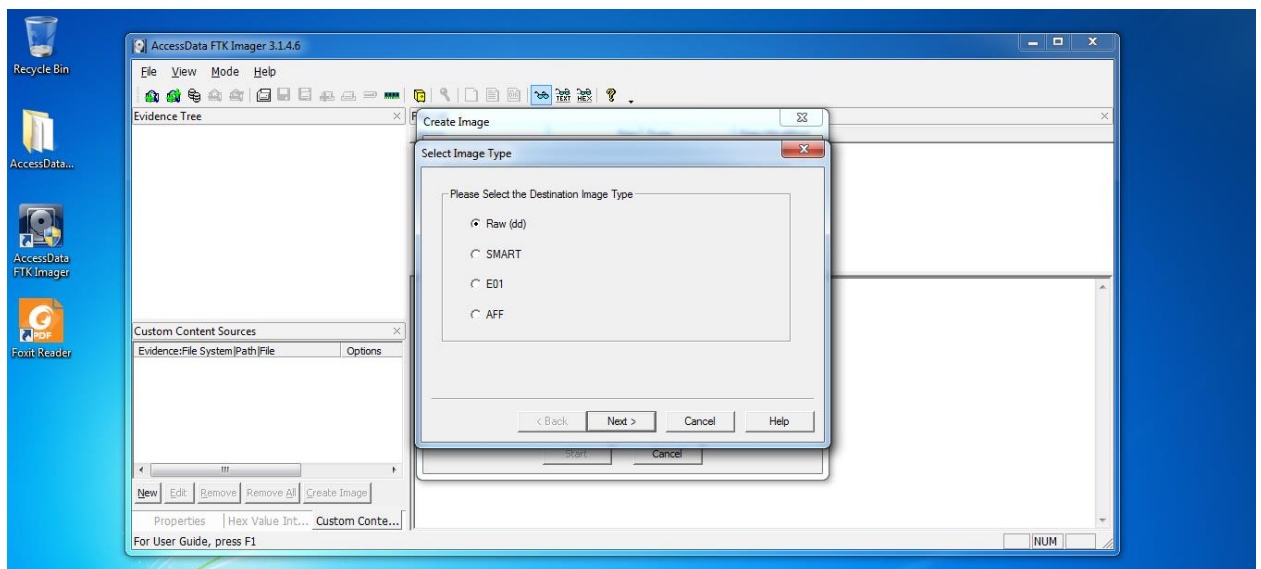 Recycle Bin
AccessData...
AccessData
FTK Imager
PDF
Foxit Reader
AccessData FTK Imager 3.1.4.6
File View Mode Help
TEXT HEX
Evidence Tree
Custom Content Sources
Evidence:File System|Path|File Options
New Edit Remove Remove All Create Image
Properties Hex Value Int... Custom Conte...
For User Guide, press F1
NUM
Create Image
Select Image Type
Please Select the Destination Image Type
Raw (dd)
SMART
E01
AFF
< Back Next > Cancel Help
Start Cancel